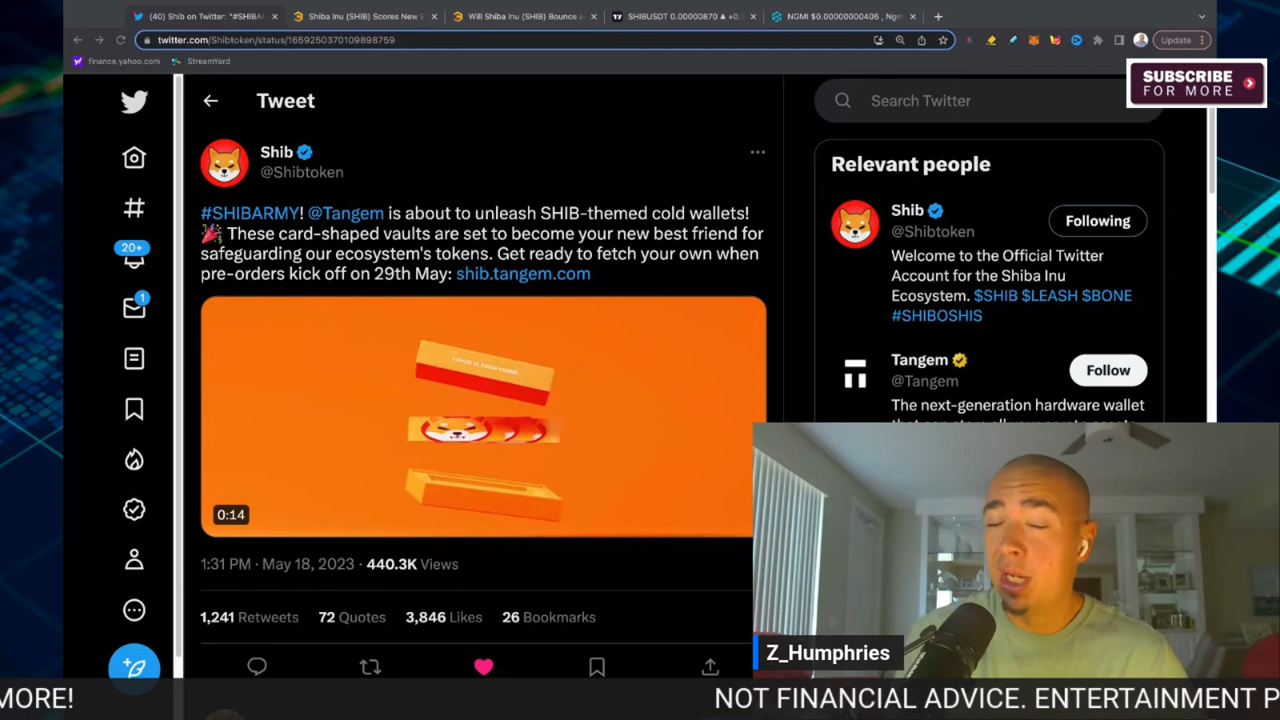 (40) Shib on Twitter: "#SHIBAR
Shiba Inu (SHIB) Scores New E
Will Shiba Inu (SHIB) Bounce a
SHIBUSDT 0.00000870 ▲ +0.
NGMI $0.00000000406 , Ngm
twitter.com/Shibtoken/status/1659250370109898759
Update
finance.yahoo.com
StreamYard
SUBSCRIBE
FOR MORE
Tweet
Search Twitter
Shib
@Shibtoken
#SHIBARMY! @Tangem is about to unleash SHIB-themed cold wallets!
🎉 These card-shaped vaults are set to become your new best friend for
safeguarding our ecosystem's tokens. Get ready to fetch your own when
pre-orders kick off on 29th May: shib.tangem.com
0:14
1:31 PM · May 18, 2023 · 440.3K Views
1,241 Retweets 72 Quotes 3,846 Likes 26 Bookmarks
20+
1
Relevant people
Shib
@Shibtoken
Following
Welcome to the Official Twitter
Account for the Shiba Inu
Ecosystem. $SHIB $LEASH $BONE
#SHIBOSHIS
Tangem
@Tangem
Follow
The next-generation hardware wallet
Z_Humphries
MORE!
NOT FINANCIAL ADVICE. ENTERTAINMENT P